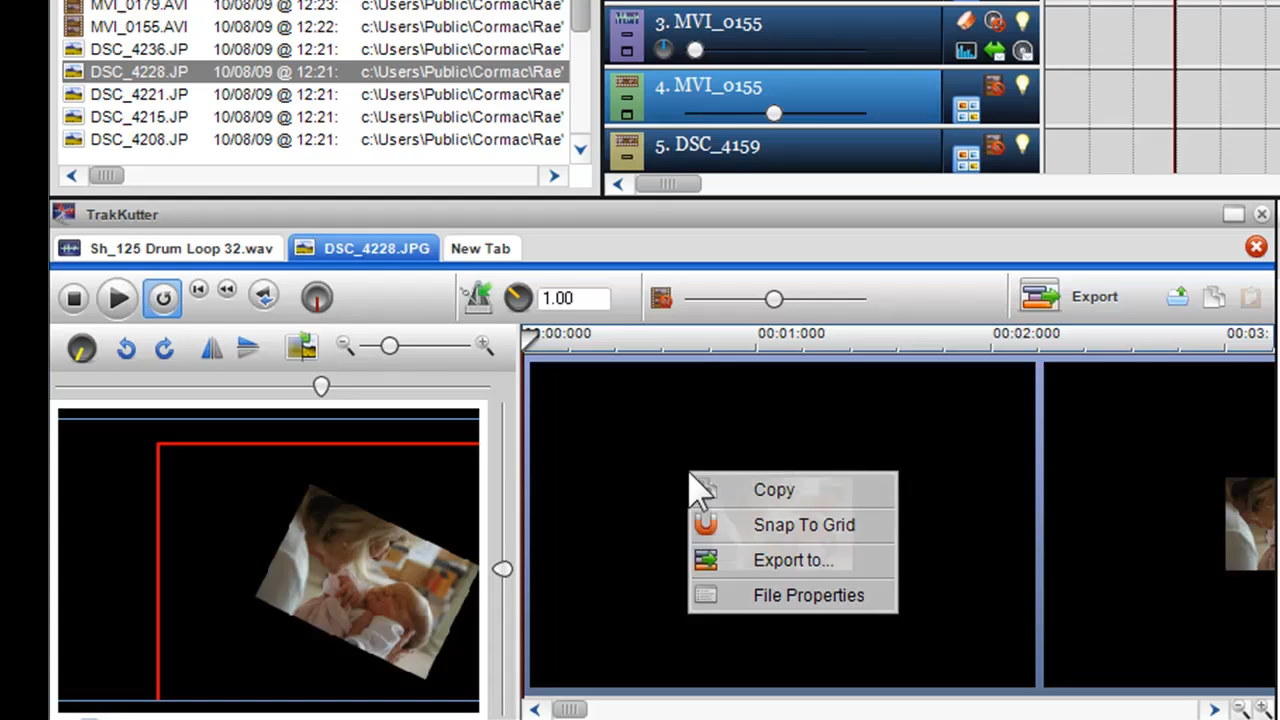 MVI_0179.AVI 10/08/09 @ 12:23: c:\Users\Public\Cormac\Rae'
MVI_0155.AVI 10/08/09 @ 12:22: c:\Users\Public\Cormac\Rae'
DSC_4236.JP 10/08/09 @ 12:21: c:\Users\Public\Cormac\Rae'
DSC_4228.JP 10/08/09 @ 12:21: c:\Users\Public\Cormac\Rae'
DSC_4221.JP 10/08/09 @ 12:21: c:\Users\Public\Cormac\Rae'
DSC_4215.JP 10/08/09 @ 12:21: c:\Users\Public\Cormac\Rae'
DSC_4208.JP 10/08/09 @ 12:21: c:\Users\Public\Cormac\Rae'
3. MVI_0155
4. MVI_0155
5. DSC_4159
TrakKutter
Sh_125 Drum Loop 32.wav DSC_4228.JPG New Tab
1.00 Export
:00:000 00:01:000 00:02:000 00:03:
Copy
Snap To Grid
Export to...
File Properties